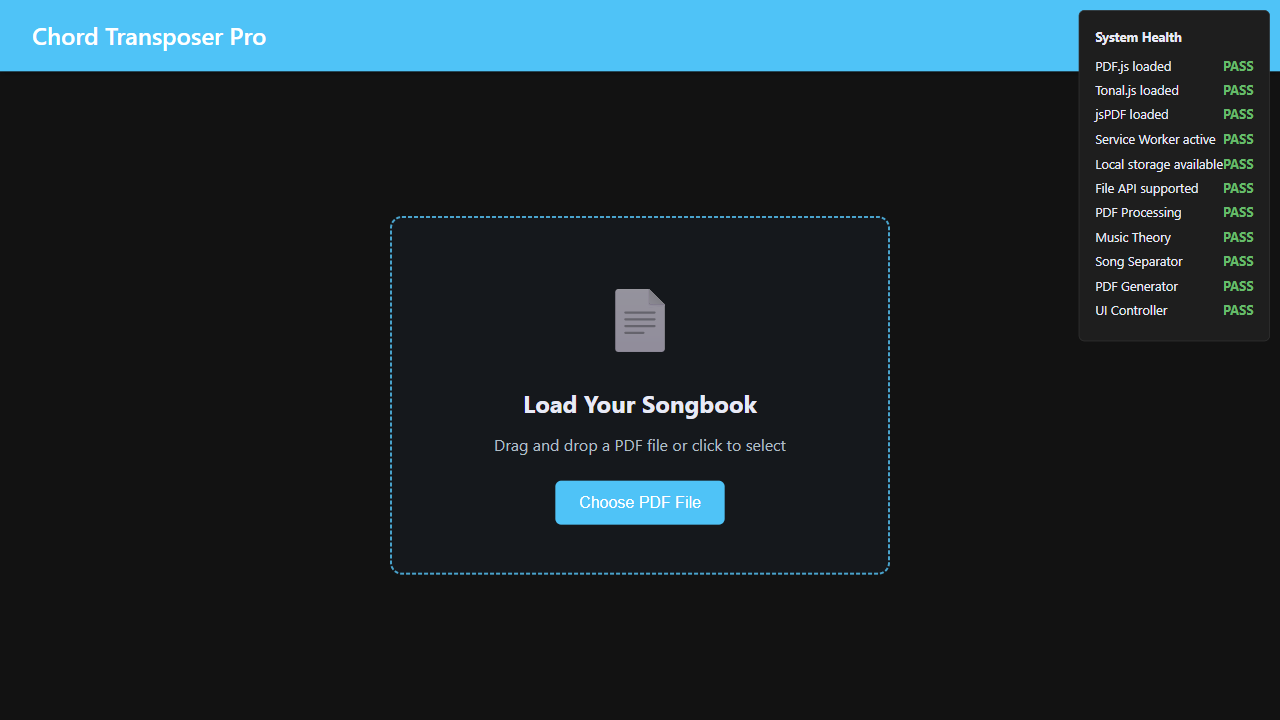 Chord Transposer Pro
System Health
PDF.js loaded PASS
Tonal.js loaded PASS
jsPDF loaded PASS
Service Worker active PASS
Local storage available PASS
File API supported PASS
PDF Processing PASS
Music Theory PASS
Song Separator PASS
PDF Generator PASS
UI Controller PASS
Load Your Songbook
Drag and drop a PDF file or click to select
Choose PDF File